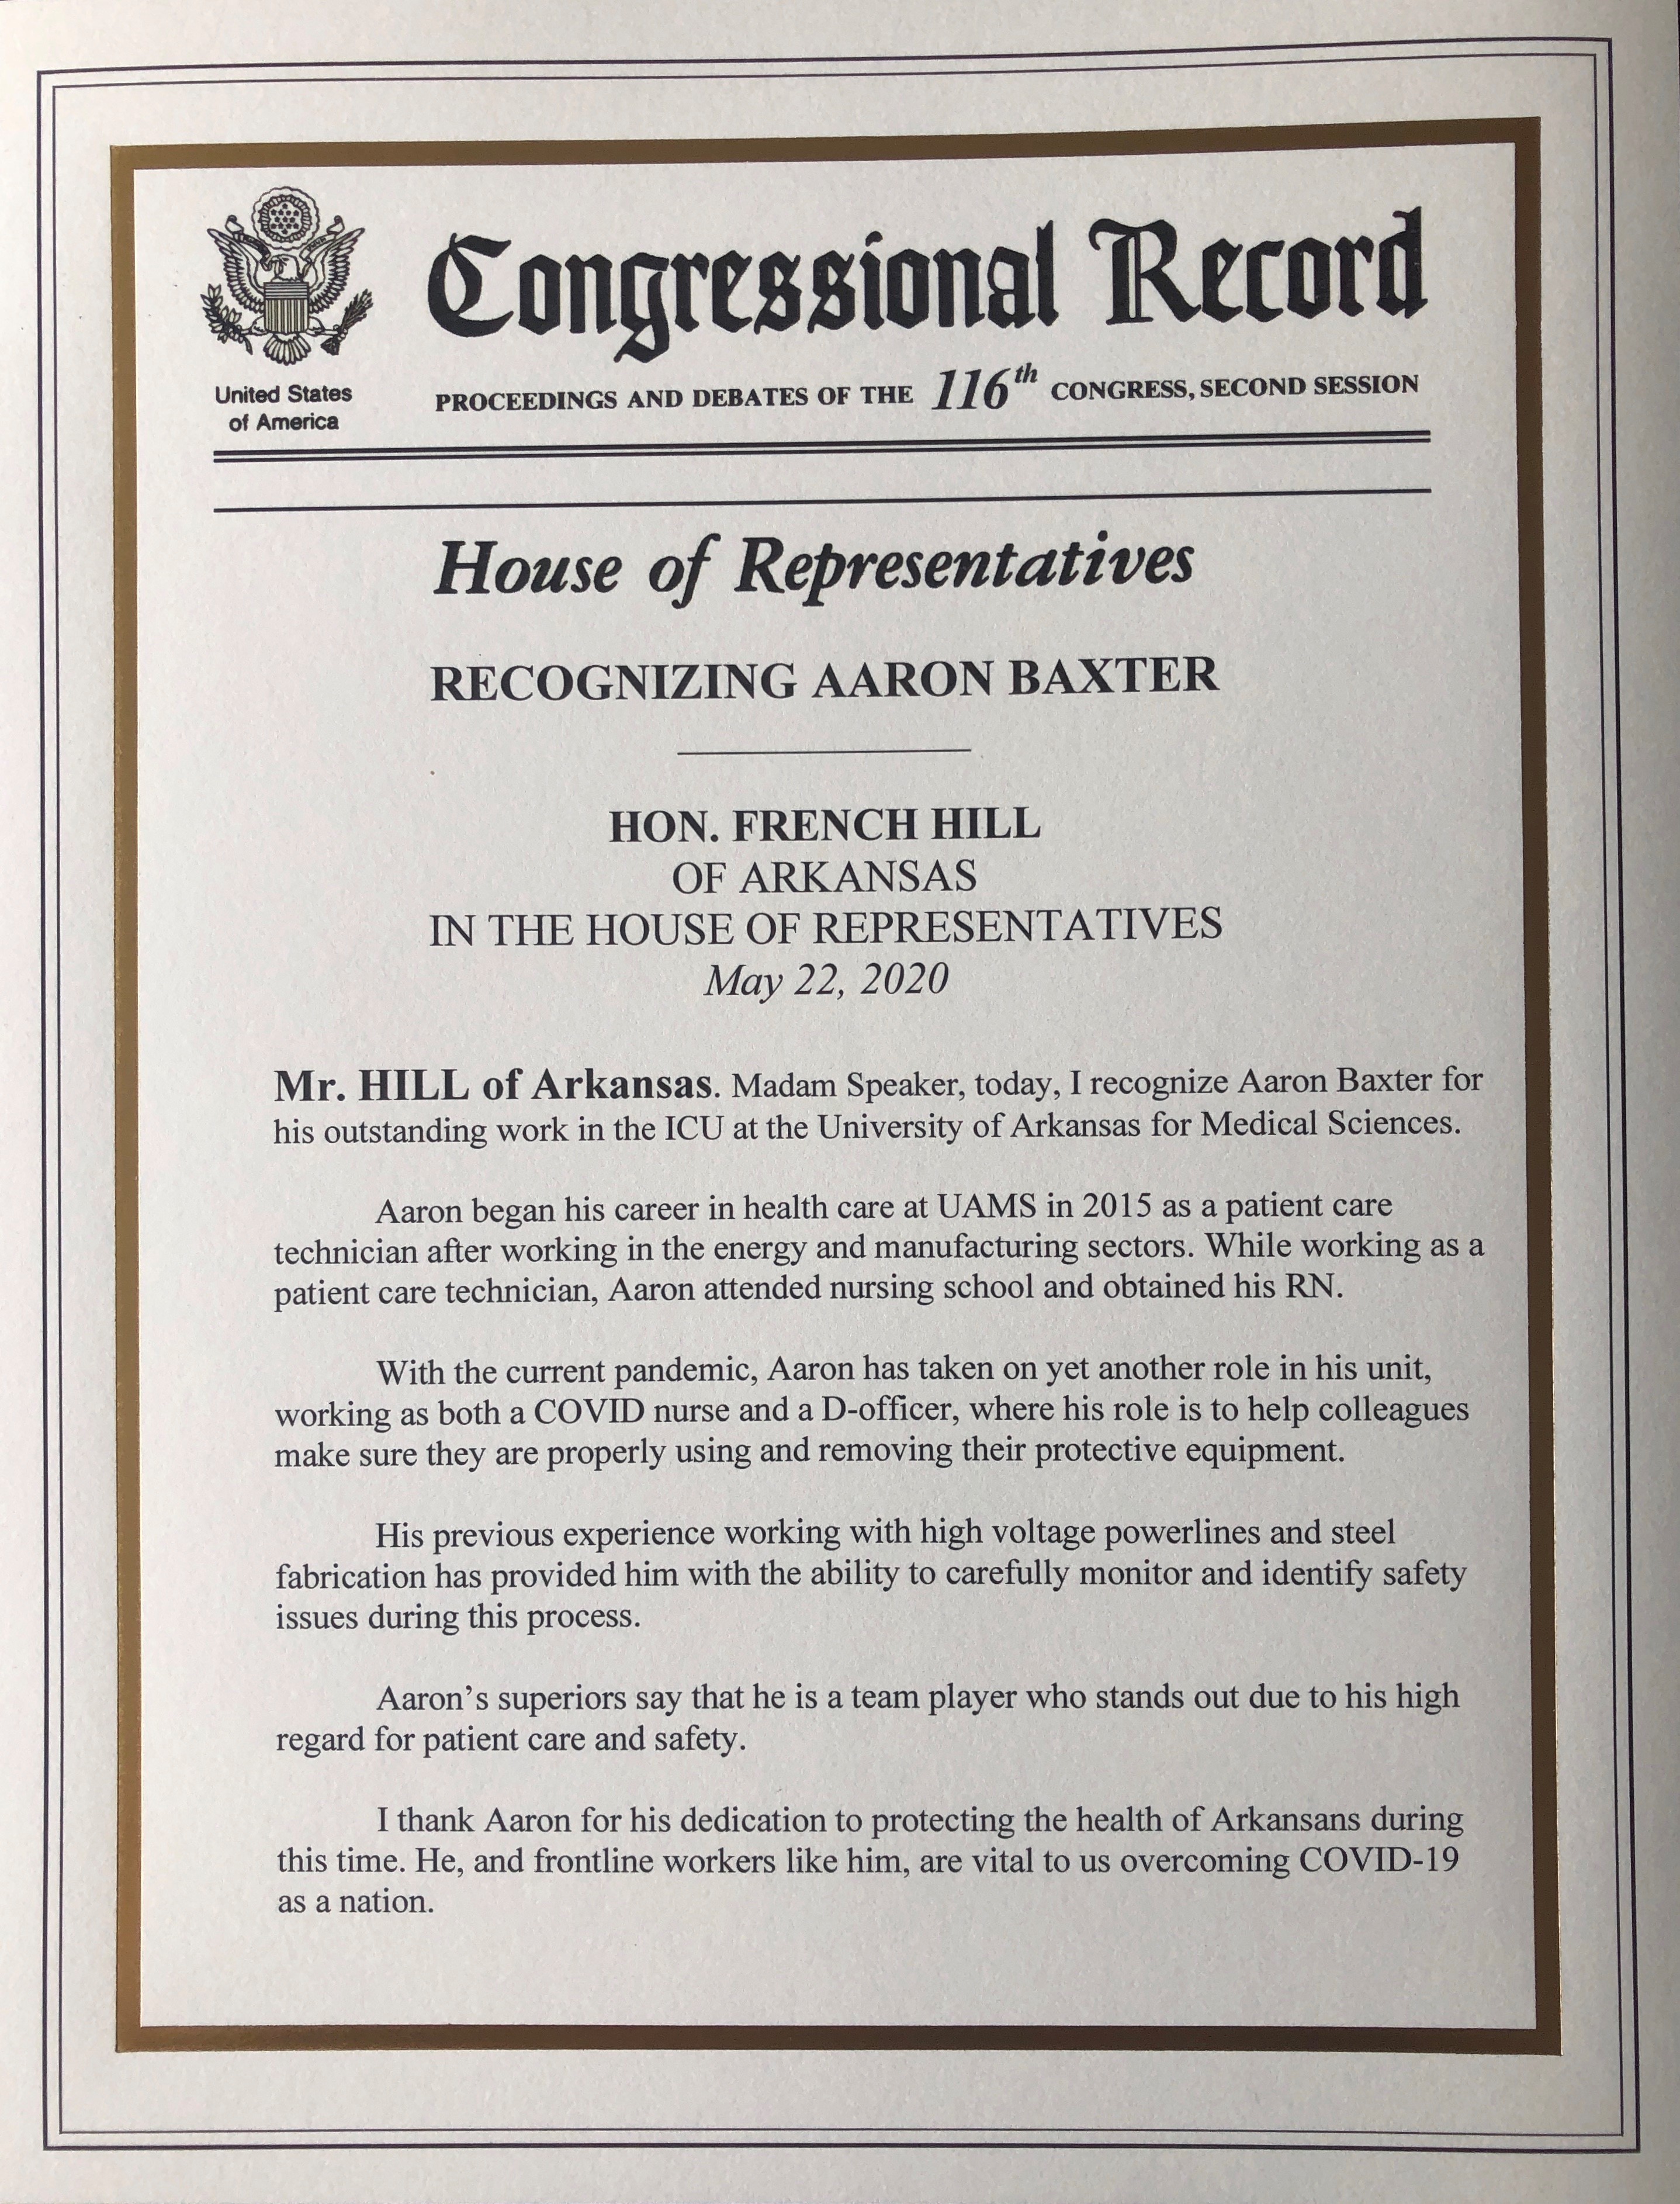 Congressional Record
United States
of America
PROCEEDINGS AND DEBATES OF THE 116th CONGRESS, SECOND SESSION
House of Representatives
RECOGNIZING AARON BAXTER
HON. FRENCH HILL
OF ARKANSAS
IN THE HOUSE OF REPRESENTATIVES
May 22, 2020
Mr. HILL of Arkansas. Madam Speaker, today, I recognize Aaron Baxter for
his outstanding work in the ICU at the University of Arkansas for Medical Sciences.
Aaron began his career in health care at UAMS in 2015 as a patient care
technician after working in the energy and manufacturing sectors. While working as a
patient care technician, Aaron attended nursing school and obtained his RN.
With the current pandemic, Aaron has taken on yet another role in his unit,
working as both a COVID nurse and a D-officer, where his role is to help colleagues
make sure they are properly using and removing their protective equipment.
His previous experience working with high voltage powerlines and steel
fabrication has provided him with the ability to carefully monitor and identify safety
issues during this process.
Aaron's superiors say that he is a team player who stands out due to his high
regard for patient care and safety.
I thank Aaron for his dedication to protecting the health of Arkansans during
this time. He, and frontline workers like him, are vital to us overcoming COVID-19
as a nation.